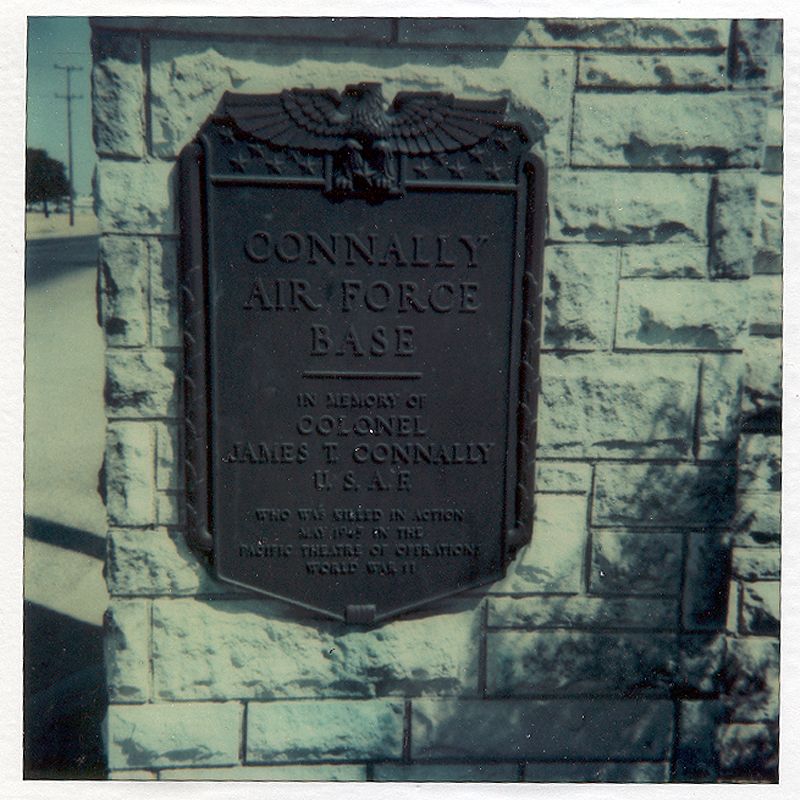 CONNALLY
AIR FORCE
BASE
IN MEMORY OF
COLONEL
JAMES T. CONNALLY
U. S. A. F.
WHO WAS KILLED IN ACTION
MAY 1945 IN THE
PACIFIC THEATRE OF OPERATIONS
WORLD WAR II